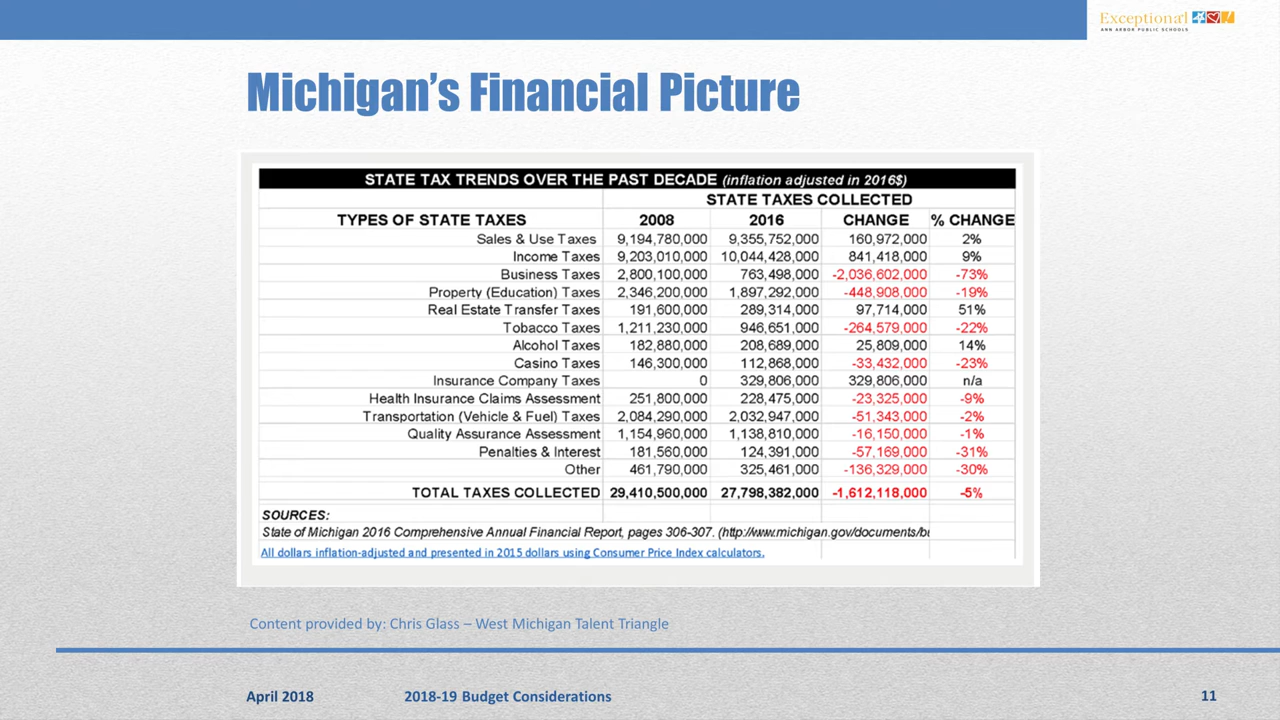 Exceptional
ANN ARBOR PUBLIC SCHOOLS
Michigan's Financial Picture
STATE TAX TRENDS OVER THE PAST DECADE (inflation adjusted in 2016$)
STATE TAXES COLLECTED
TYPES OF STATE TAXES 2008 2016 CHANGE % CHANGE
Sales & Use Taxes 9,194,780,000 9,355,752,000 160,972,000 2%
Income Taxes 9,203,010,000 10,044,428,000 841,418,000 9%
Business Taxes 2,800,100,000 763,498,000 -2,036,602,000 -73%
Property (Education) Taxes 2,346,200,000 1,897,292,000 -448,908,000 -19%
Real Estate Transfer Taxes 191,600,000 289,314,000 97,714,000 51%
Tobacco Taxes 1,211,230,000 946,651,000 -264,579,000 -22%
Alcohol Taxes 182,880,000 208,689,000 25,809,000 14%
Casino Taxes 146,300,000 112,868,000 -33,432,000 -23%
Insurance Company Taxes 0 329,806,000 329,806,000 n/a
Health Insurance Claims Assessment 251,800,000 228,475,000 -23,325,000 -9%
Transportation (Vehicle & Fuel) Taxes 2,084,290,000 2,032,947,000 -51,343,000 -2%
Quality Assurance Assessment 1,154,960,000 1,138,810,000 -16,150,000 -1%
Penalties & Interest 181,560,000 124,391,000 -57,169,000 -31%
Other 461,790,000 325,461,000 -136,329,000 -30%
TOTAL TAXES COLLECTED 29,410,500,000 27,798,382,000 -1,612,118,000 -5%
SOURCES:
State of Michigan 2016 Comprehensive Annual Financial Report, pages 306-307. (http://www.michigan.gov/documents/bu
All dollars inflation-adjusted and presented in 2015 dollars using Consumer Price Index calculators.
Content provided by: Chris Glass – West Michigan Talent Triangle
April 2018 2018-19 Budget Considerations 11